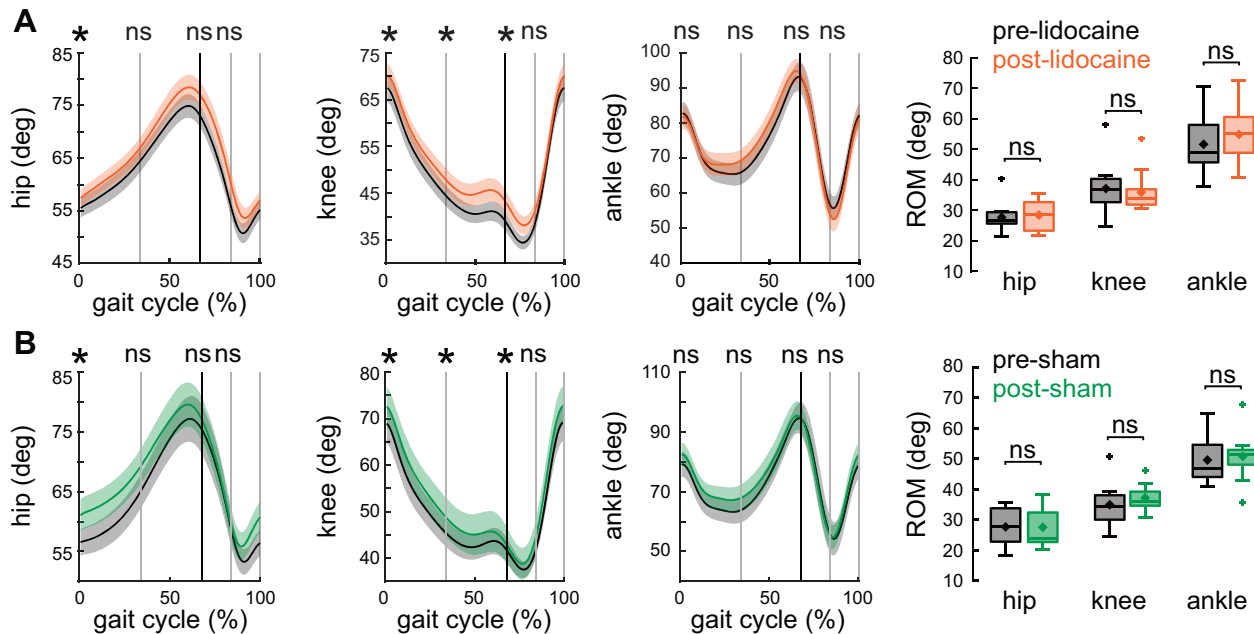 A
* ns ns ns
hip (deg)
85
75
65
55
45
0 50 100
gait cycle (%)
* * * ns
knee (deg)
75
65
55
45
35
0 50 100
gait cycle (%)
ns ns ns ns
ankle (deg)
100
90
80
70
60
50
40
0 50 100
gait cycle (%)
pre-lidocaine
post-lidocaine
ROM (deg)
80
70
60
50
40
30
20
10
ns ns ns
hip knee ankle
B
* ns ns ns
hip (deg)
85
75
65
55
0 50 100
gait cycle (%)
* * * ns
knee (deg)
80
70
60
50
40
0 50 100
gait cycle (%)
ns ns ns ns
ankle (deg)
110
90
70
50
0 50 100
gait cycle (%)
pre-sham
post-sham
ROM (deg)
80
70
60
50
40
30
20
10
ns ns ns
hip knee ankle